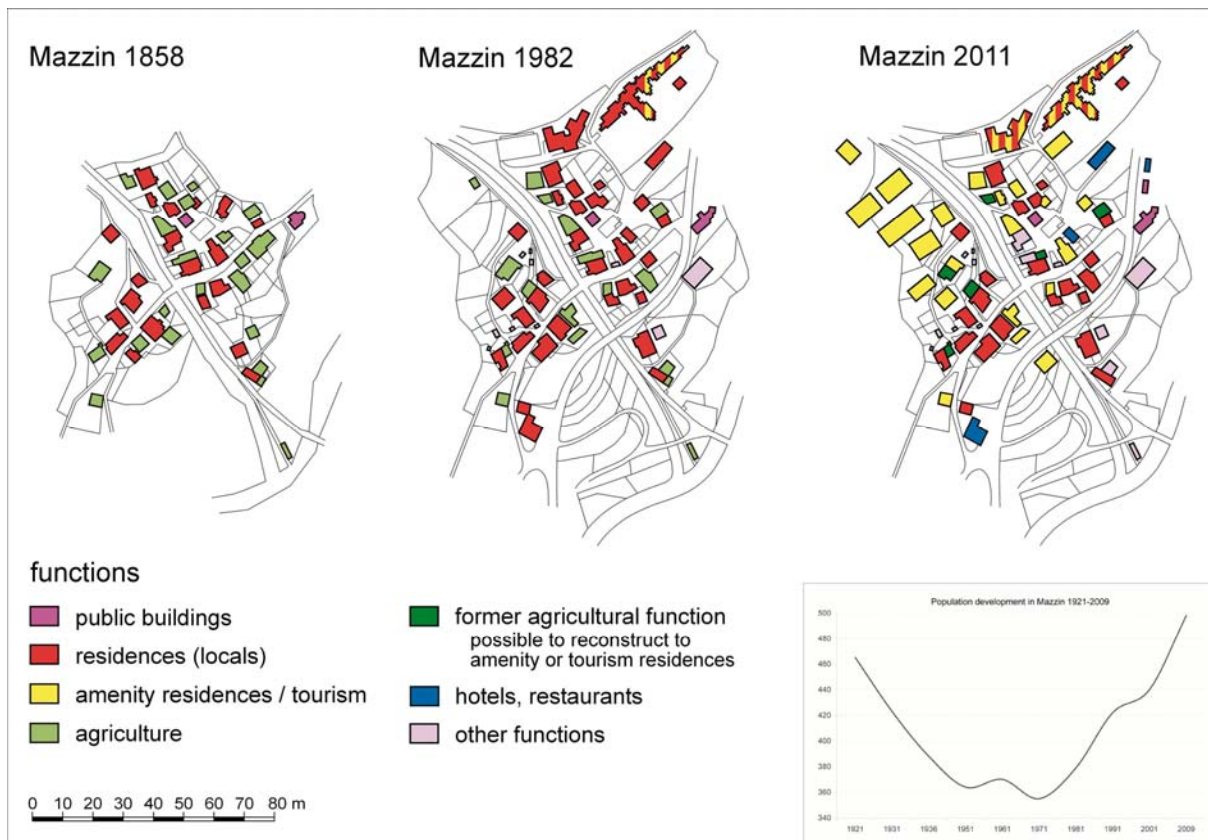 Mazzin 1858
Mazzin 1982
Mazzin 2011
functions
public buildings
residences (locals)
amenity residences / tourism
agriculture
former agricultural function
possible to reconstruct to
amenity or tourism residences
hotels, restaurants
other functions
0 10 20 30 40 50 60 70 80 m
Population development in Mazzin 1921-2009
500
480
460
440
420
400
380
360
340
1921 1931 1936 1951 1961 1971 1981 1991 2001 2009